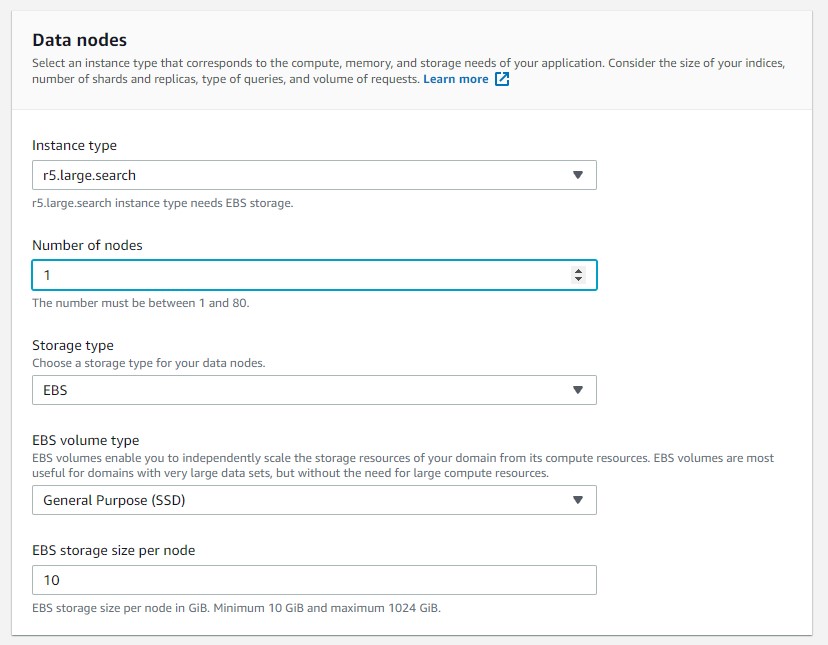 Data nodes
Select an instance type that corresponds to the compute, memory, and storage needs of your application. Consider the size of your indices,
number of shards and replicas, type of queries, and volume of requests. Learn more
Instance type
r5.large.search
r5.large.search instance type needs EBS storage.
Number of nodes
1
The number must be between 1 and 80.
Storage type
Choose a storage type for your data nodes.
EBS
EBS volume type
EBS volumes enable you to independently scale the storage resources of your domain from its compute resources. EBS volumes are most
useful for domains with very large data sets, but without the need for large compute resources.
General Purpose (SSD)
EBS storage size per node
10
EBS storage size per node in GiB. Minimum 10 GiB and maximum 1024 GiB.